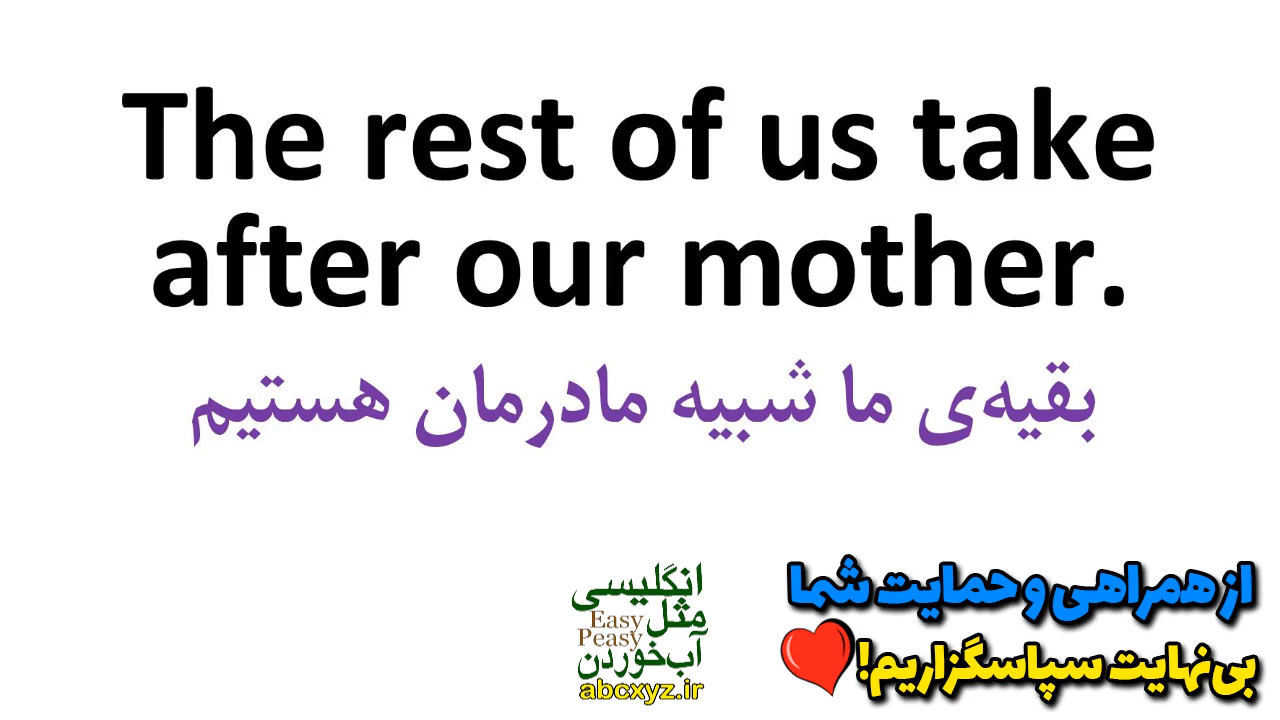 The rest of us take
after our mother.
بقیه‌ی ما شبیه مادرمان هستیم
انگلیسی
مثل
Easy
Peasy
آب‌خوردن
abcxyz.ir
از همراهی و حمایت شما
بی‌نهایت سپاسگزاریم!